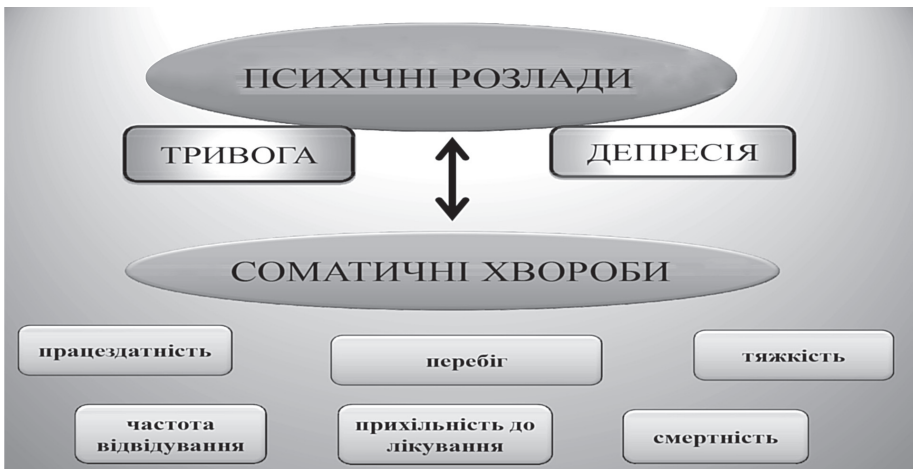 ПСИХІЧНІ РОЗЛАДИ
ТРИВОГА
ДЕПРЕСІЯ
СОМАТИЧНІ ХВОРОБИ
працездатність
перебіг
тяжкість
частота
відвідування
прихільність до
лікування
смертність